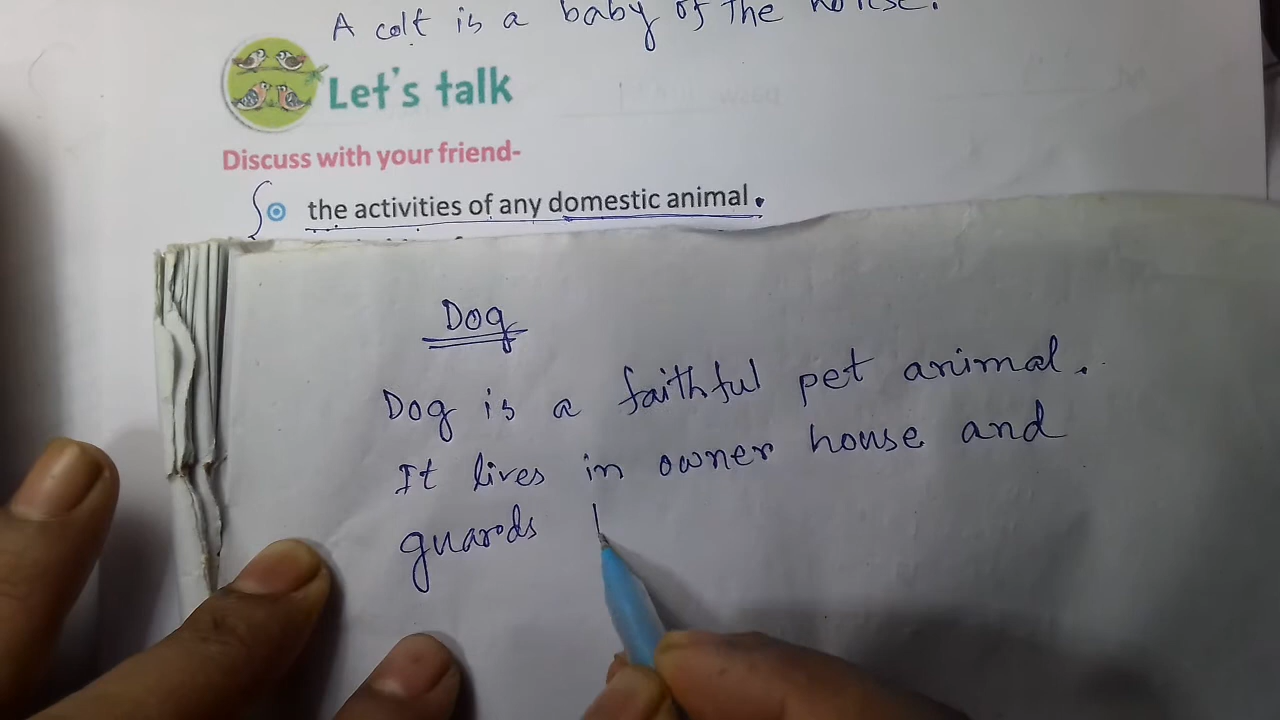 A colt is a baby of the horse.
Let's talk
Discuss with your friend-
the activities of any domestic animal.
Dog
Dog is a faithful pet animal.
It lives in owner house and
guards